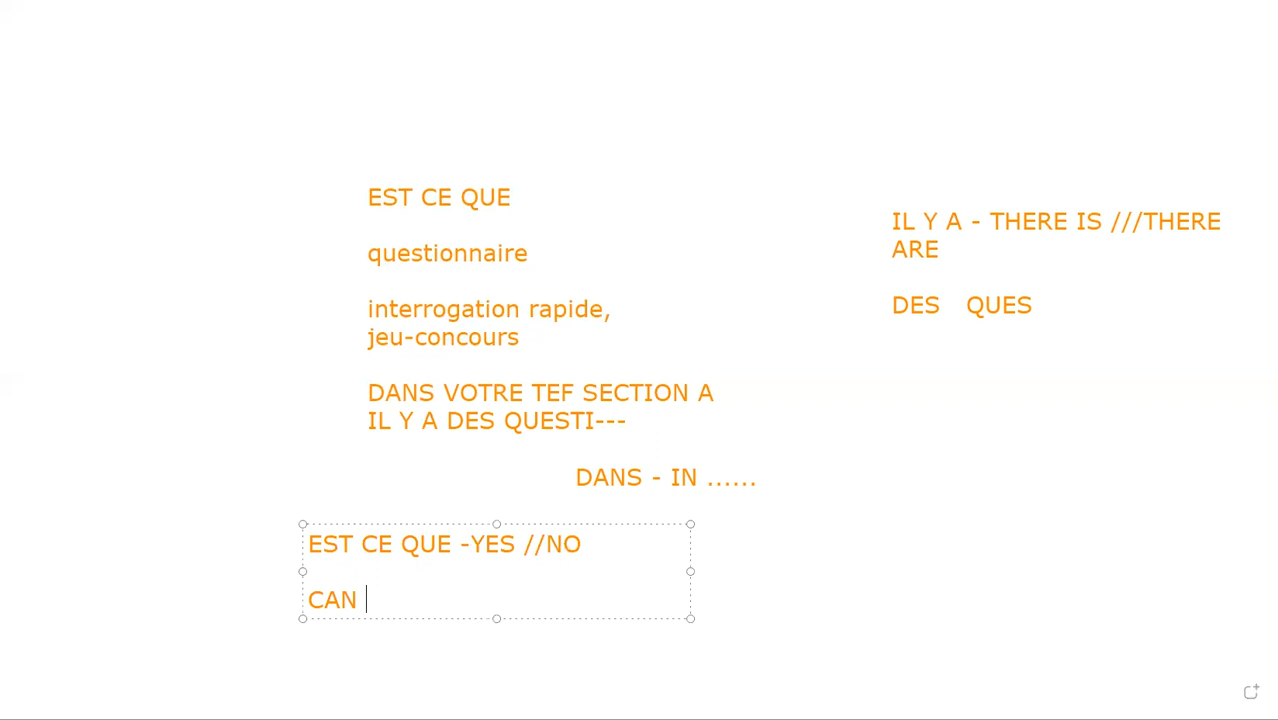 EST CE QUE
questionnaire
interrogation rapide,
jeu-concours
DANS VOTRE TEF SECTION A
IL Y A DES QUESTI---
DANS - IN ......
EST CE QUE -YES //NO
CAN
IL Y A - THERE IS ///THERE
ARE
DES QUES